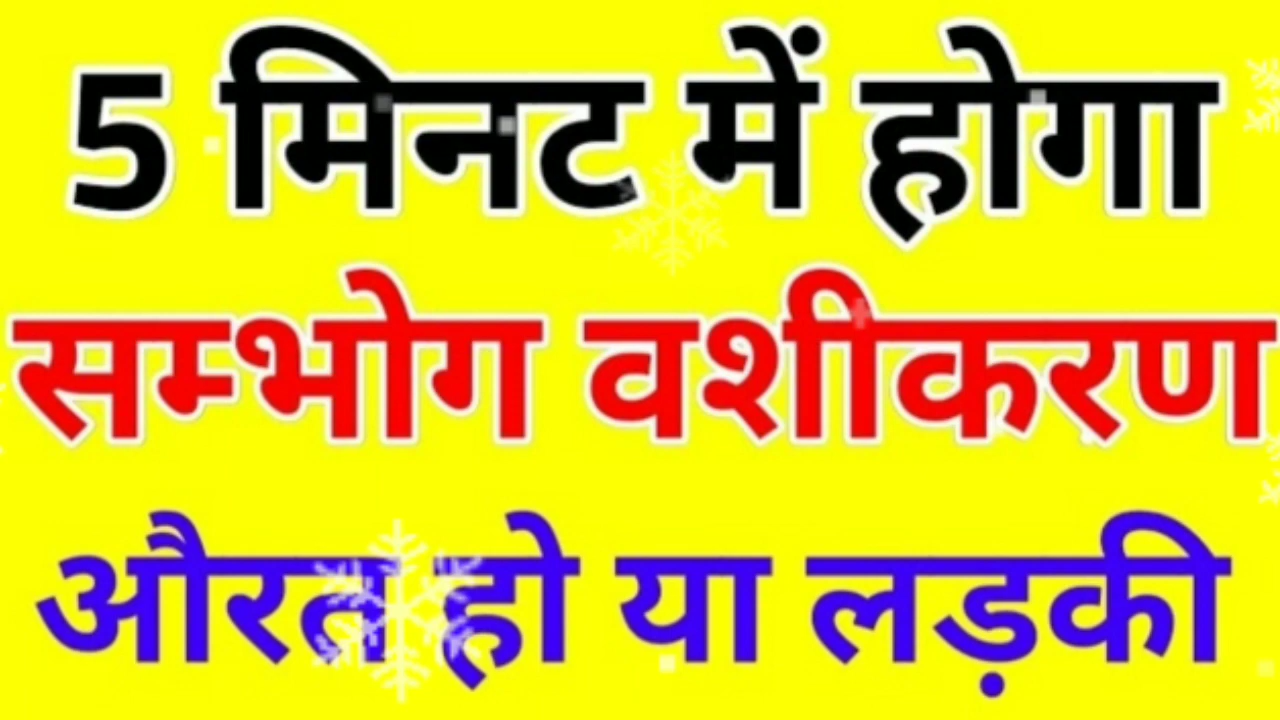 5 मिनट में होगा
सम्भोग वशीकरण
औरत हो या लड़की